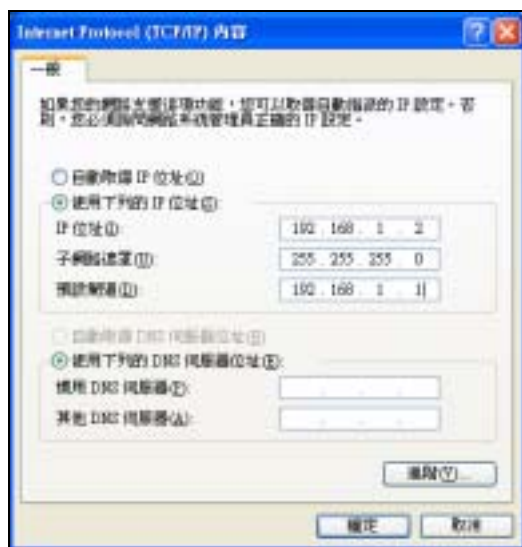 Internet Protocol (TCP/IP) 內容
一般
如果您的網路支援這項功能，您可以取得自動指派的 IP 設定。否
則，您必須詢問網路系統管理員正確的 IP 設定。
自動取得 IP 位址(O)
使用下列的 IP 位址(S):
IP 位址(I):
192 . 168 . 1 . 2
子網路遮罩(U):
255 . 255 . 255 . 0
預設閘道(D):
192 . 168 . 1 . 1
自動取得 DNS 伺服器位址(B)
使用下列的 DNS 伺服器位址(E):
慣用 DNS 伺服器(P):
其他 DNS 伺服器(A):
進階(V)...
確定
取消